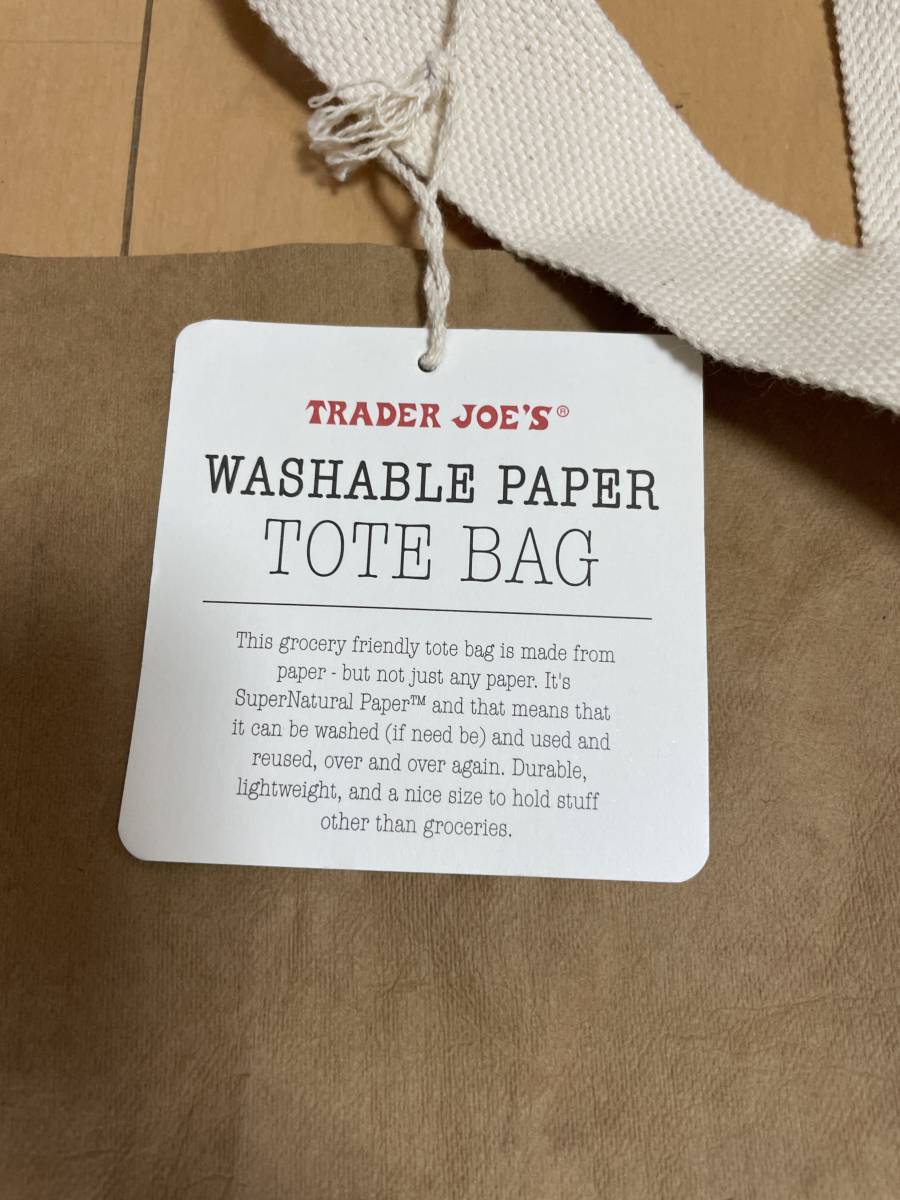 TRADER JOE'S®
WASHABLE PAPER
TOTE BAG
This grocery friendly tote bag is made from
paper - but not just any paper. It's
SuperNatural Paper™ and that means that
it can be washed (if need be) and used and
reused, over and over again. Durable,
lightweight, and a nice size to hold stuff
other than groceries.